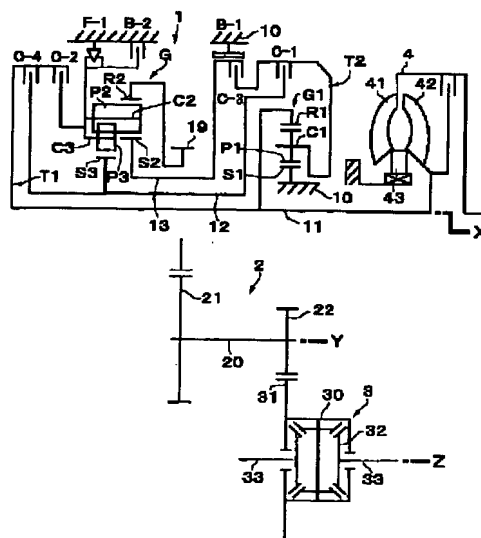 F-1 B-2 1 B-1 10
C-4 C-2 G C-1 T2 4
R2 41 42
P2 C2 C-3 G1
19 R1
C3 S2 P1 C1
S3 P3 S1
T1 10 43
13 12 11 X
2
21 22
20 Y
31 30 3
32
33 33 Z